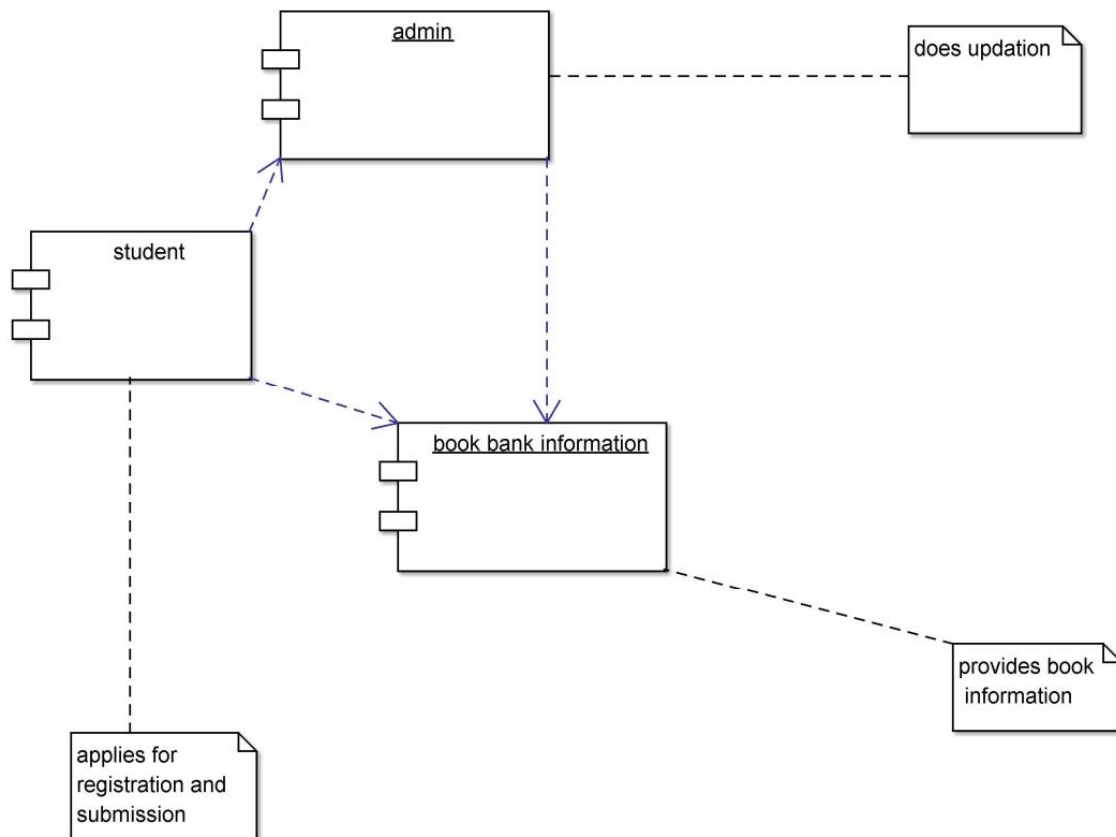 admin
does updation
student
book bank information
provides book
information
applies for
registration and
submission